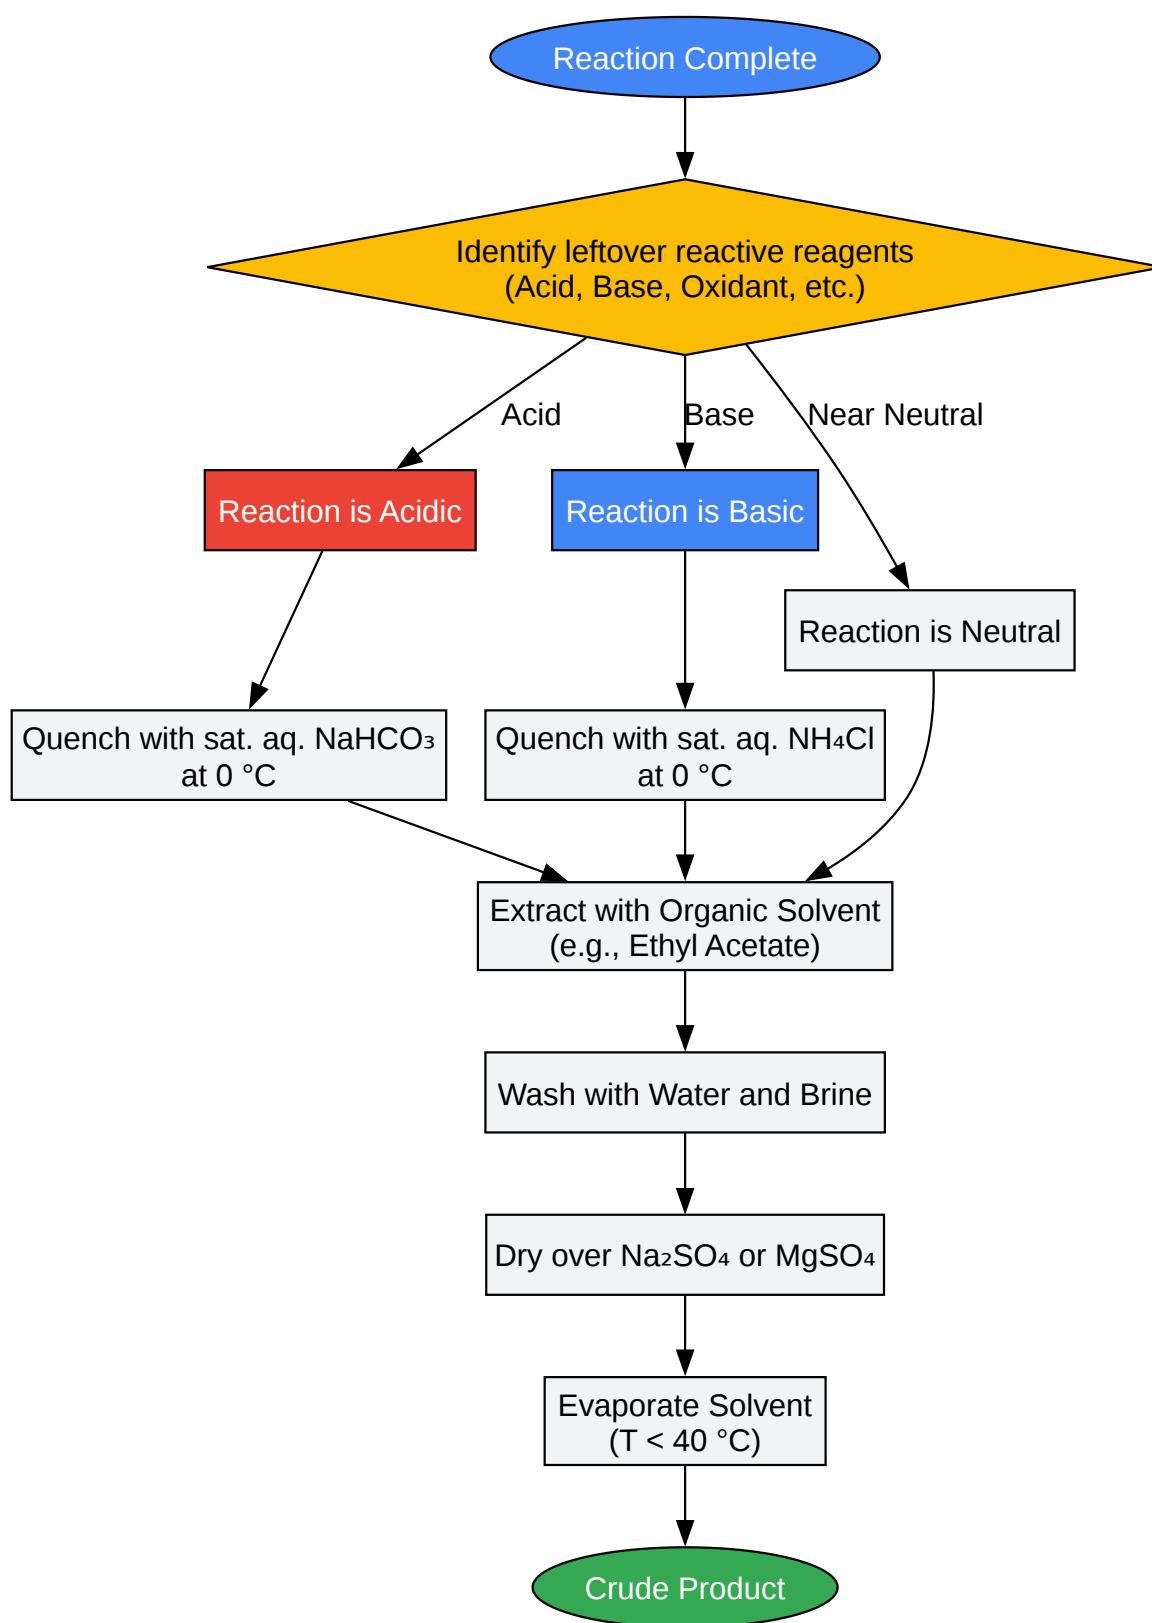 Reaction Complete
Identify leftover reactive reagents
(Acid, Base, Oxidant, etc.)
Acid
Base
Near Neutral
Reaction is Acidic
Reaction is Basic
Reaction is Neutral
Quench with sat. aq. NaHCO₃
at 0 °C
Quench with sat. aq. NH₄Cl
at 0 °C
Extract with Organic Solvent
(e.g., Ethyl Acetate)
Wash with Water and Brine
Dry over Na₂SO₄ or MgSO₄
Evaporate Solvent
(T < 40 °C)
Crude Product